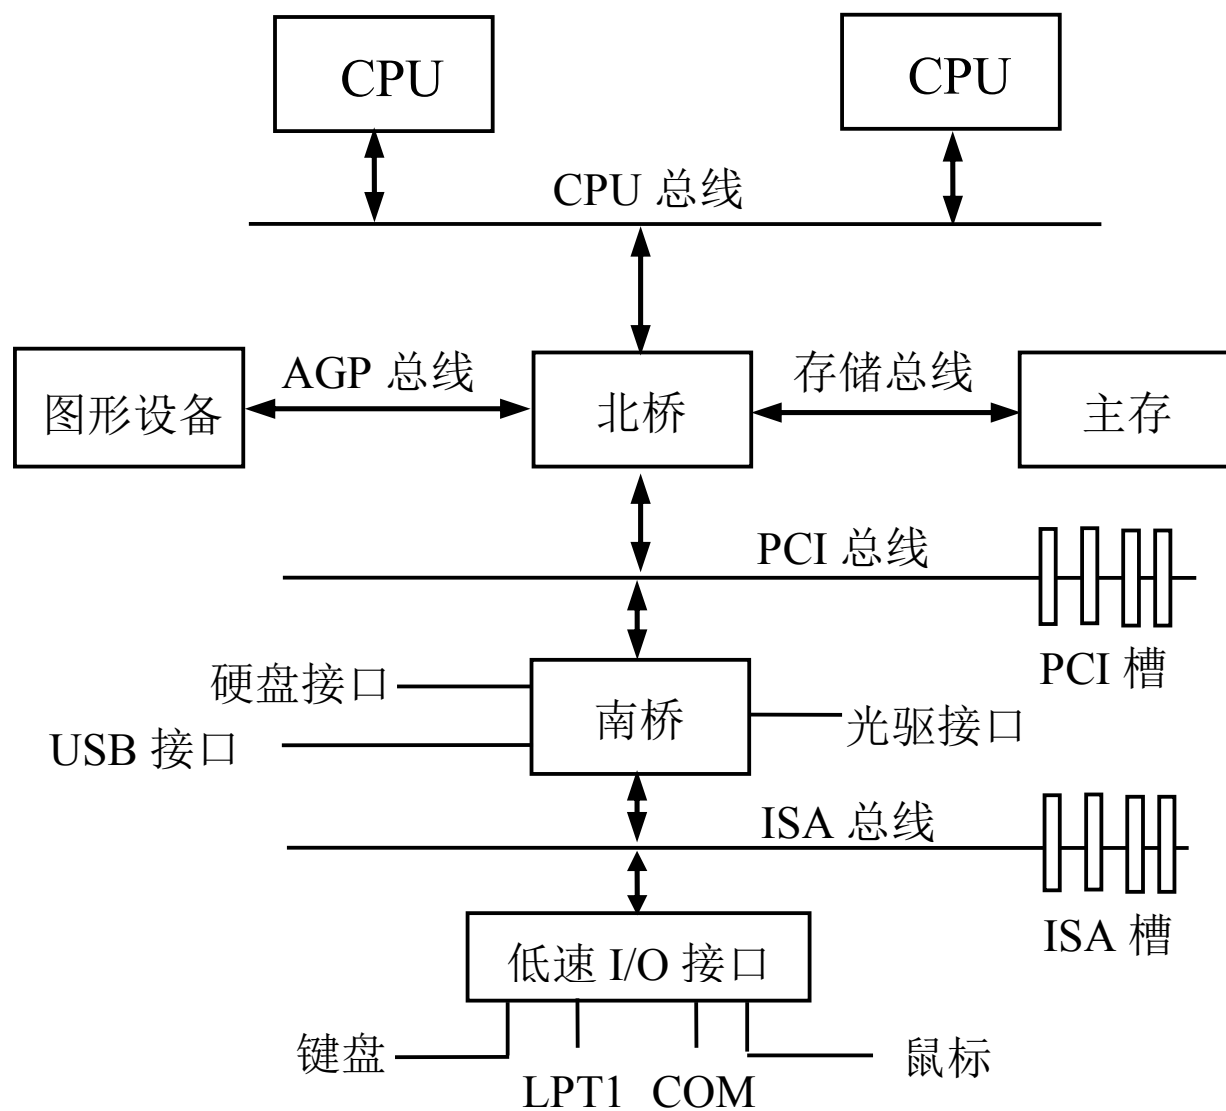 CPU
CPU
CPU 总线
AGP 总线
存储总线
图形设备
北桥
主存
PCI 总线
PCI 槽
硬盘接口
南桥
光驱接口
USB 接口
ISA 总线
ISA 槽
低速 I/O 接口
键盘
鼠标
LPT1
COM